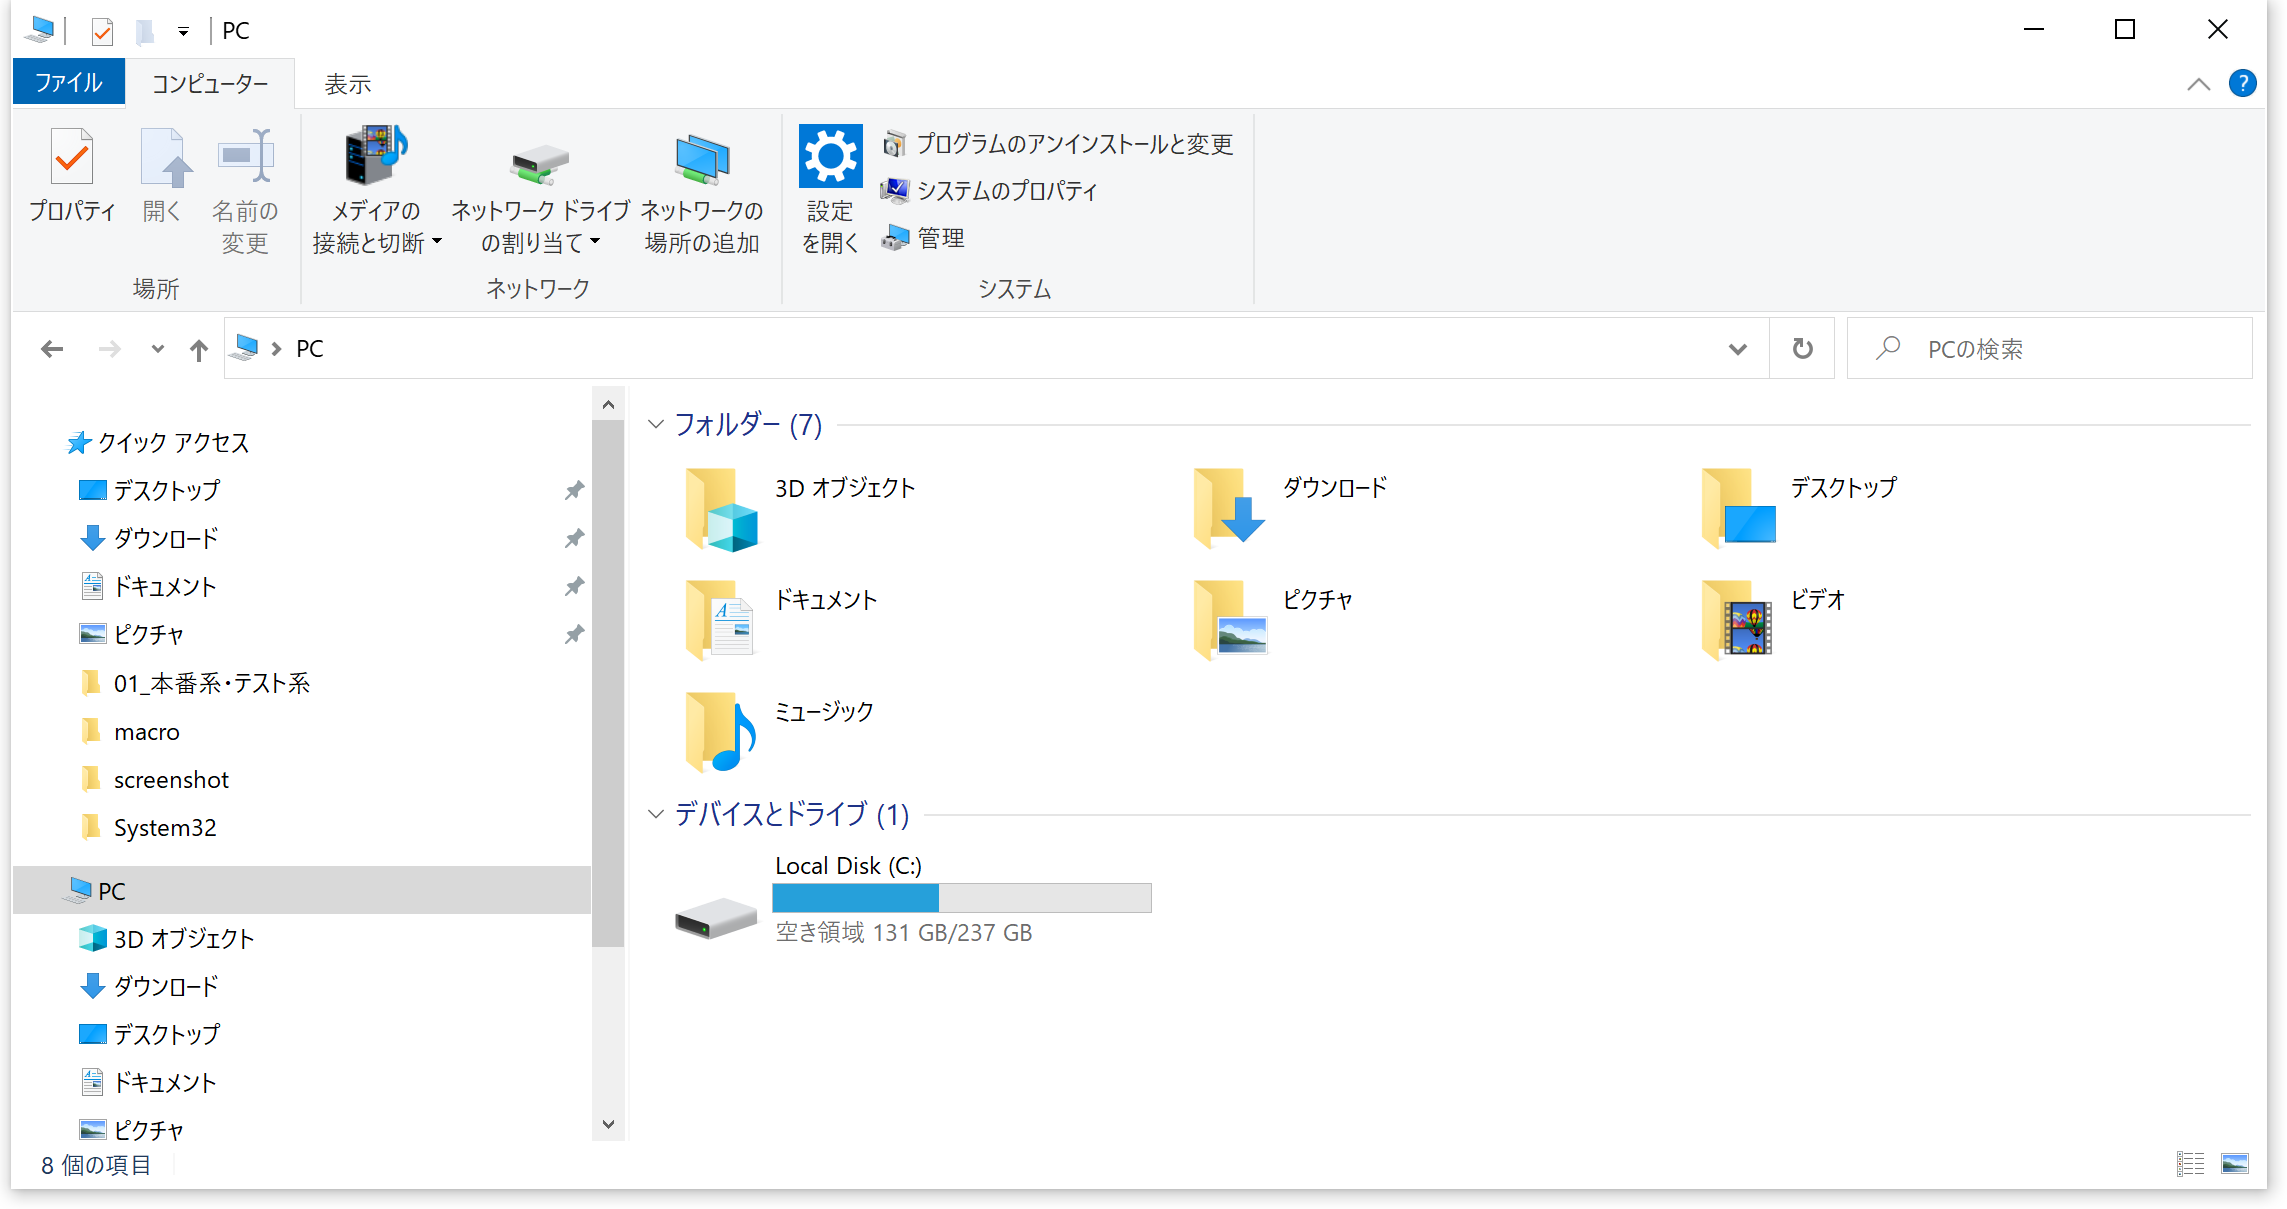 PC
ファイル
コンピューター
表示
?
プロパティ
開く
名前の
変更
場所
メディアの
接続と切断
ネットワーク ドライブ
の割り当て
ネットワークの
場所の追加
ネットワーク
設定
を開く
プログラムのアンインストールと変更
システムのプロパティ
管理
システム
PC
PCの検索
クイック アクセス
デスクトップ
ダウンロード
ドキュメント
ピクチャ
01_本番系・テスト系
macro
screenshot
System32
PC
3D オブジェクト
ダウンロード
デスクトップ
ドキュメント
ピクチャ
フォルダー (7)
3D オブジェクト
ダウンロード
デスクトップ
ドキュメント
ピクチャ
ビデオ
ミュージック
デバイスとドライブ (1)
Local Disk (C:)
空き領域 131 GB/237 GB
8 個の項目